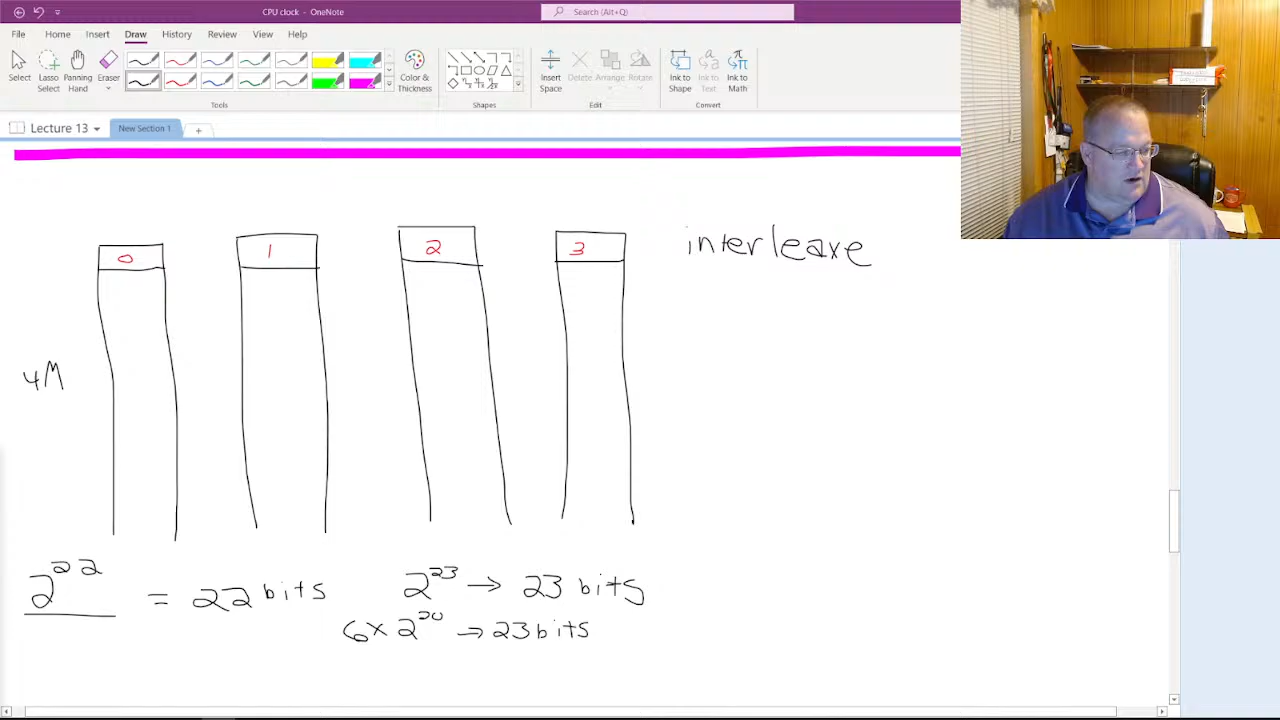 CPU clock - OneNote
Search (Alt+Q)
File Home Insert Draw History Review View Help
Select
Lasso Select
Panning Hand
Eraser
Tools
Shapes
Color & Thickness
Insert Space
Delete
Arrange
Rotate
Edit
Ink to Shape
Ink to Text
Ink to Math
Convert
Lecture 13
New Section 1
0 1 2 3 interleave
4M
2^22 = 22 bits 2^23 → 23 bits
6 x 2^20 → 23 bits